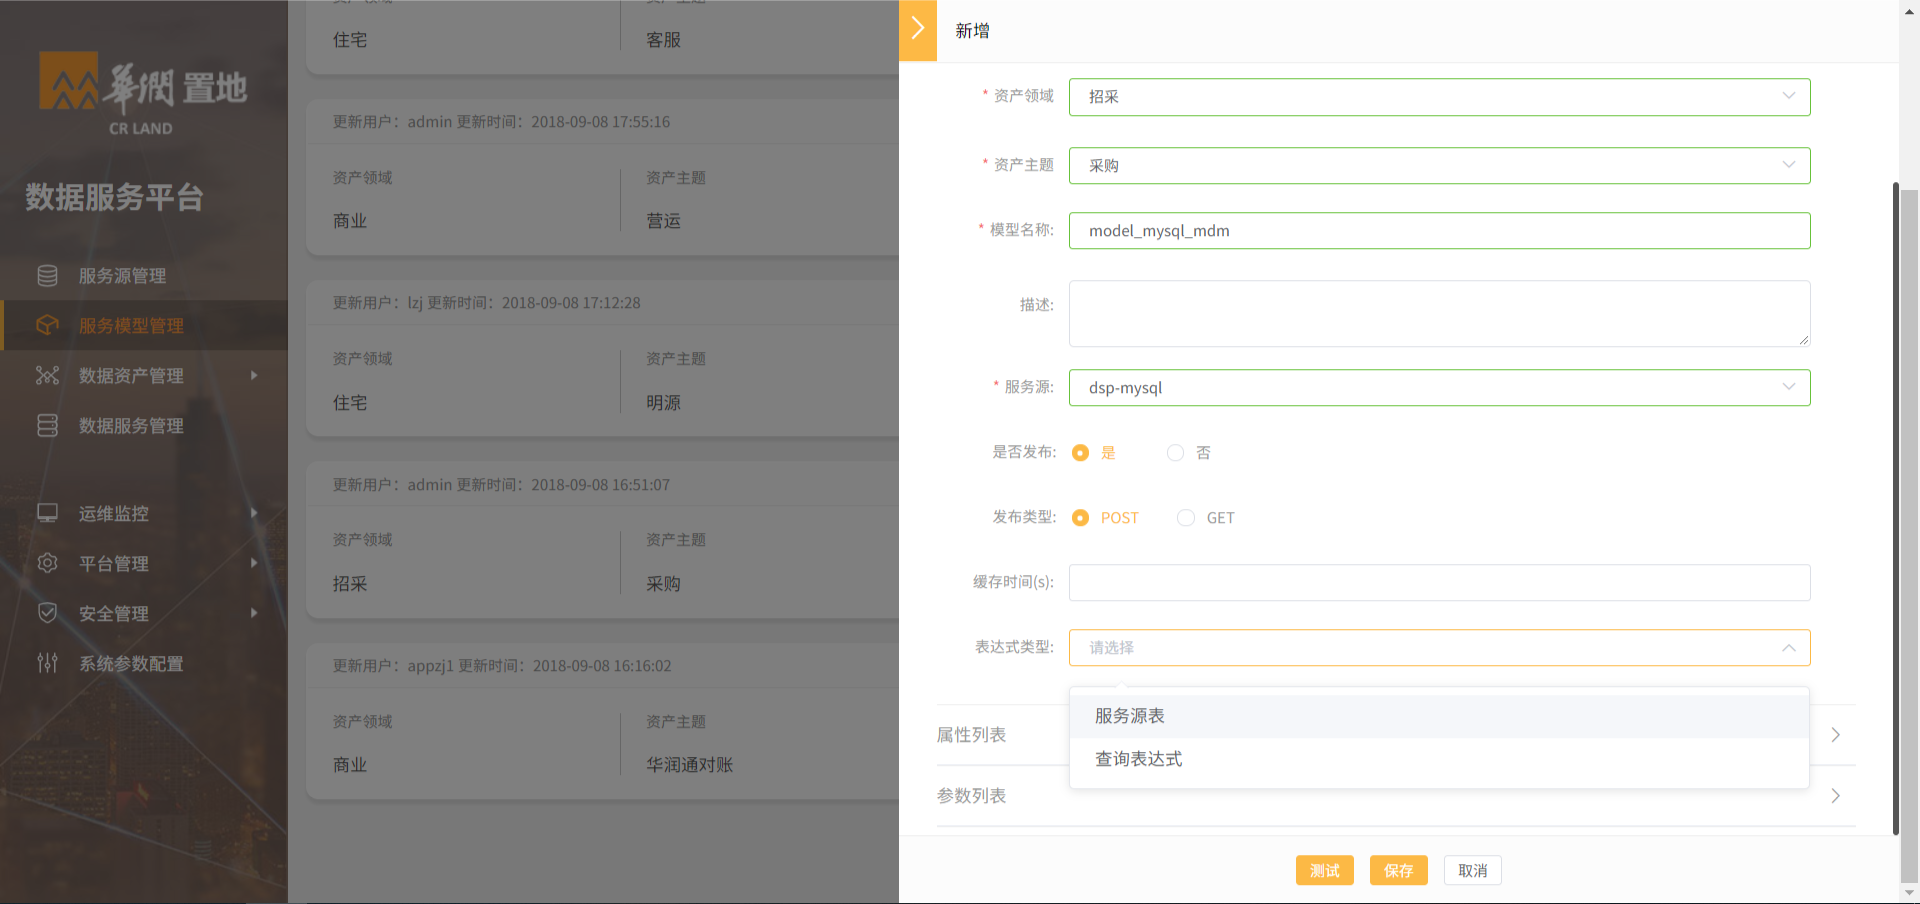 華潤置地
CR LAND
数据服务平台
服务源管理
服务模型管理
数据资产管理
数据服务管理
运维监控
平台管理
安全管理
系统参数配置
资产领域 资产主题
住宅 客服
更新用户：admin 更新时间：2018-09-08 17:55:16
资产领域 资产主题
商业 营运
更新用户：lzj 更新时间：2018-09-08 17:12:28
资产领域 资产主题
住宅 明源
更新用户：admin 更新时间：2018-09-08 16:51:07
资产领域 资产主题
招采 采购
更新用户：appzj1 更新时间：2018-09-08 16:16:02
资产领域 资产主题
商业 华润通对账
新增
* 资产领域 招采
* 资产主题 采购
* 模型名称: model_mysql_mdm
描述:
* 服务源: dsp-mysql
是否发布: 是 否
发布类型: POST GET
缓存时间(s):
表达式类型: 请选择
服务源表
查询表达式
属性列表
参数列表
测试 保存 取消